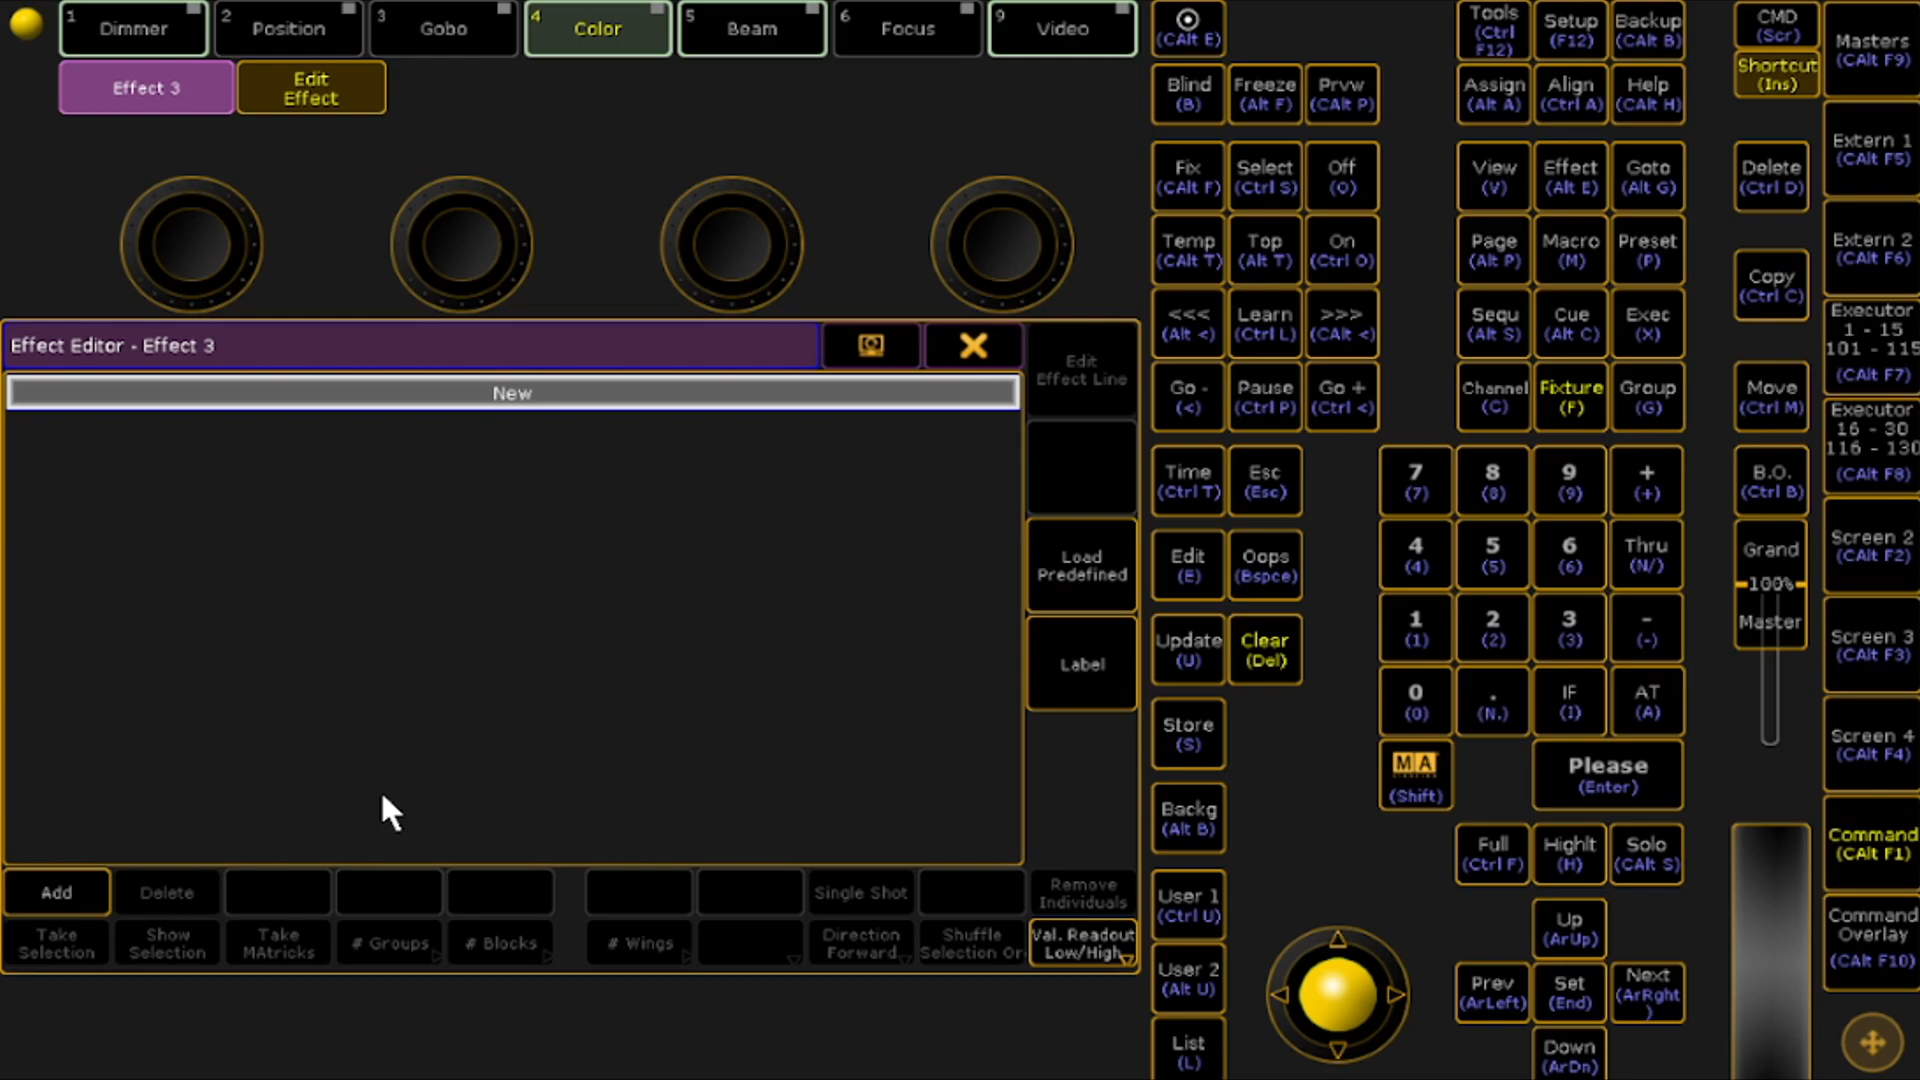 1 Dimmer
2 Position
3 Gobo
4 Color
5 Beam
6 Focus
9 Video
Effect 3
Edit
Effect
Effect Editor - Effect 3
New
Edit
Effect Line
Load
Predefined
Label
Add
Delete
Single Shot
Remove
Individuals
Take
Selection
Show
Selection
Take
MAtricks
# Groups
# Blocks
# Wings
Direction
Forward
Shuffle
Selection Or
Val. Readout
Low/High
(CAlt E)
Tools
(Ctrl
F12)
Setup
(F12)
Backup
(CAlt B)
Blind
(B)
Freeze
(Alt F)
Prvw
(CAlt P)
Assign
(Alt A)
Align
(Ctrl A)
Help
(CAlt H)
Fix
(CAlt F)
Select
(Ctrl S)
Off
(O)
View
(V)
Effect
(Alt E)
Goto
(Alt G)
Temp
(CAlt T)
Top
(Alt T)
On
(Ctrl O)
Page
(Alt P)
Macro
(M)
Preset
(P)
<<<
(Alt <)
Learn
(Ctrl L)
>>>
(CAlt <)
Sequ
(Alt S)
Cue
(Alt C)
Exec
(X)
Go -
(<)
Pause
(Ctrl P)
Go +
(Ctrl <)
Channel
(C)
Fixture
(F)
Group
(G)
Time
(Ctrl T)
Esc
(Esc)
7
(7)
8
(8)
9
(9)
+
(+)
Edit
(E)
Oops
(Bspce)
4
(4)
5
(5)
6
(6)
Thru
(N/)
Update
(U)
Clear
(Del)
1
(1)
2
(2)
3
(3)
-
(-)
Store
(S)
0
(0)
.
(N.)
IF
(I)
AT
(A)
Backg
(Alt B)
MA
(Shift)
Please
(Enter)
Full
(Ctrl F)
Highlt
(H)
Solo
(CAlt S)
User 1
(Ctrl U)
Up
(ArUp)
User 2
(Alt U)
Prev
(ArLeft)
Set
(End)
Next
(ArRght
)
List
(L)
Down
(ArDn)
CMD
(Scr)
Shortcut
(Ins)
Delete
(Ctrl D)
Copy
(Ctrl C)
Move
(Ctrl M)
B.O.
(Ctrl B)
Grand
100%
Master
Masters
(CAlt F9)
Extern 1
(CAlt F5)
Extern 2
(CAlt F6)
Executor
1 - 15
101 - 115
(CAlt F7)
Executor
16 - 30
116 - 130
(CAlt F8)
Screen 2
(CAlt F2)
Screen 3
(CAlt F3)
Screen 4
(CAlt F4)
Command
(CAlt F1)
Command
Overlay
(CAlt F10)